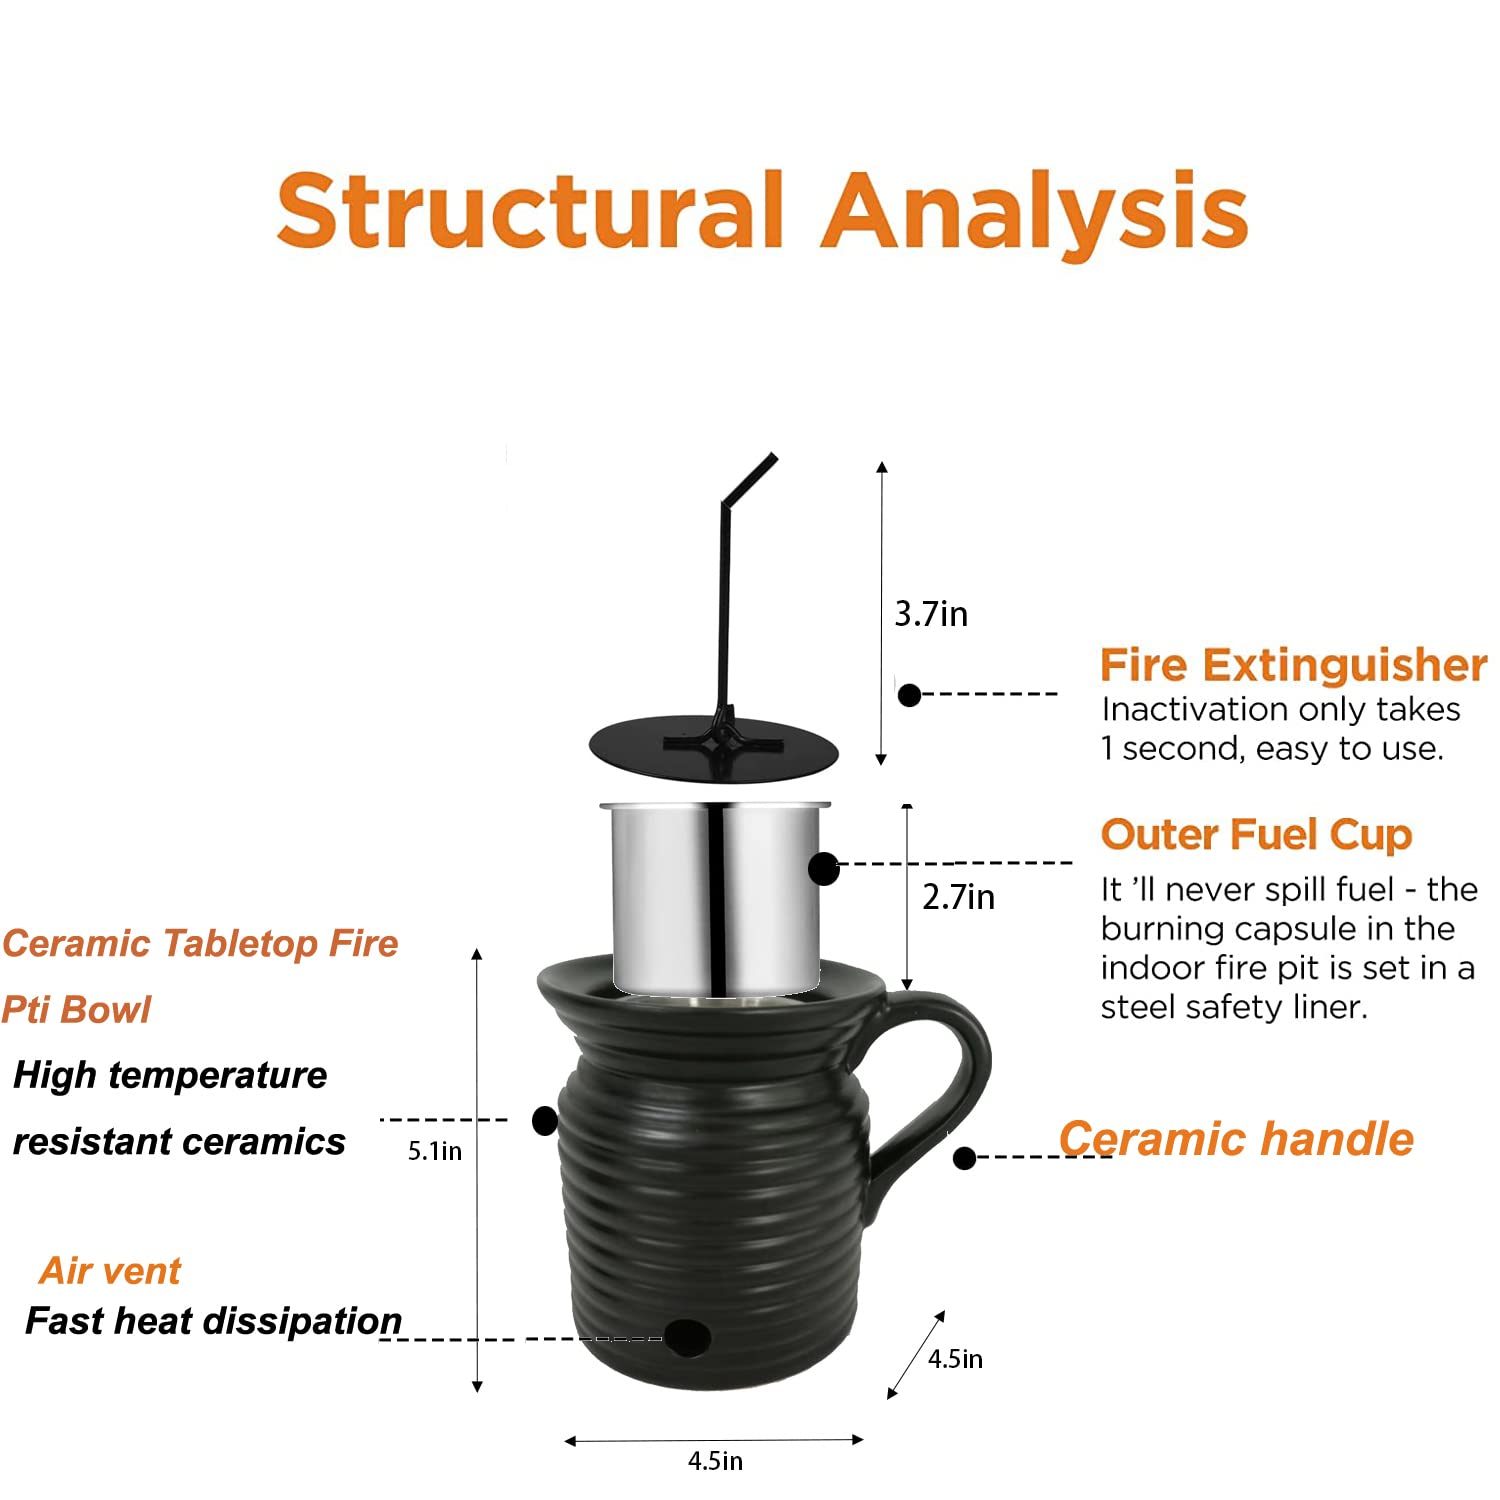 Structural Analysis
3.7in
Fire Extinguisher
Inactivation only takes
1 second, easy to use.
Outer Fuel Cup
It 'll never spill fuel - the
burning capsule in the
indoor fire pit is set in a
steel safety liner.
2.7in
Ceramic Tabletop Fire
Pti Bowl
High temperature
resistant ceramics
5.1in
Ceramic handle
Air vent
Fast heat dissipation
4.5in
4.5in